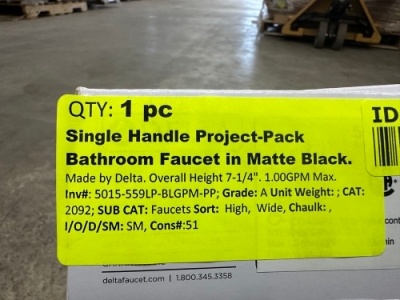 QTY: 1 pc
ID
Single Handle Project-Pack
Bathroom Faucet in Matte Black.
Made by Delta. Overall Height 7-1/4". 1.00GPM Max.
Inv#: 5015-559LP-BLGPM-PP; Grade: A Unit Weight: ; CAT:
2092; SUB CAT: Faucets Sort: High, Wide, Chaulk: ,
I/O/D/SM: SM, Cons#:51
deltafaucet.com | 1.800.345.3358